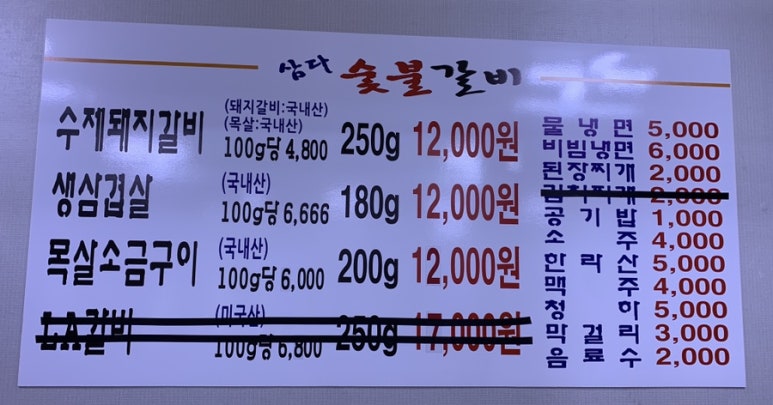 삼다 숯불갈비
수제돼지갈비 (돼지갈비:국내산) (목살:국내산) 100g당 4,800 250g 12,000원
생삼겹살 (국내산) 100g당 6,666 180g 12,000원
목살소금구이 (국내산) 100g당 6,000 200g 12,000원
LA갈비 (미국산) 100g당 6,800 250g 17,000원
물냉면 5,000
비빔냉면 6,000
된장찌개 2,000
김치찌개 2,000
공기밥 1,000
소주 4,000
한라산 5,000
맥주 4,000
청하 5,000
막걸리 3,000
음료수 2,000